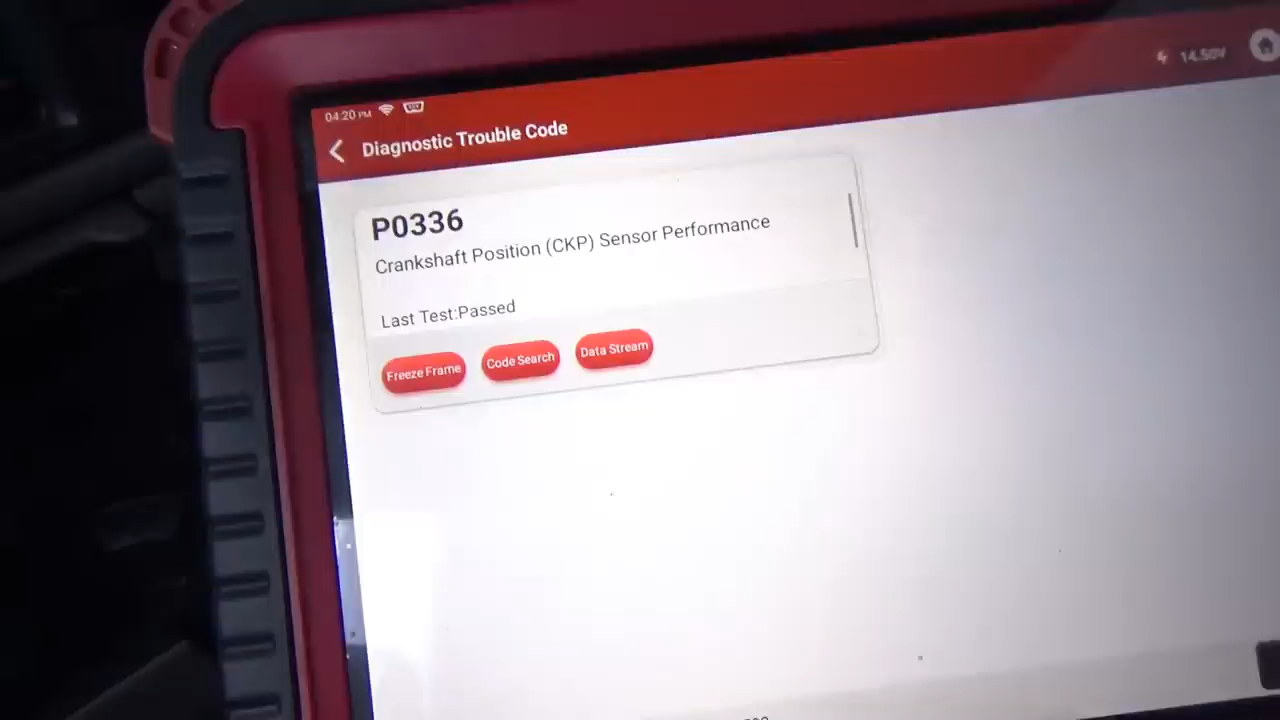 04:20 PM
14.50V
Diagnostic Trouble Code
P0336
Crankshaft Position (CKP) Sensor Performance
Last Test:Passed
Freeze Frame
Code Search
Data Stream